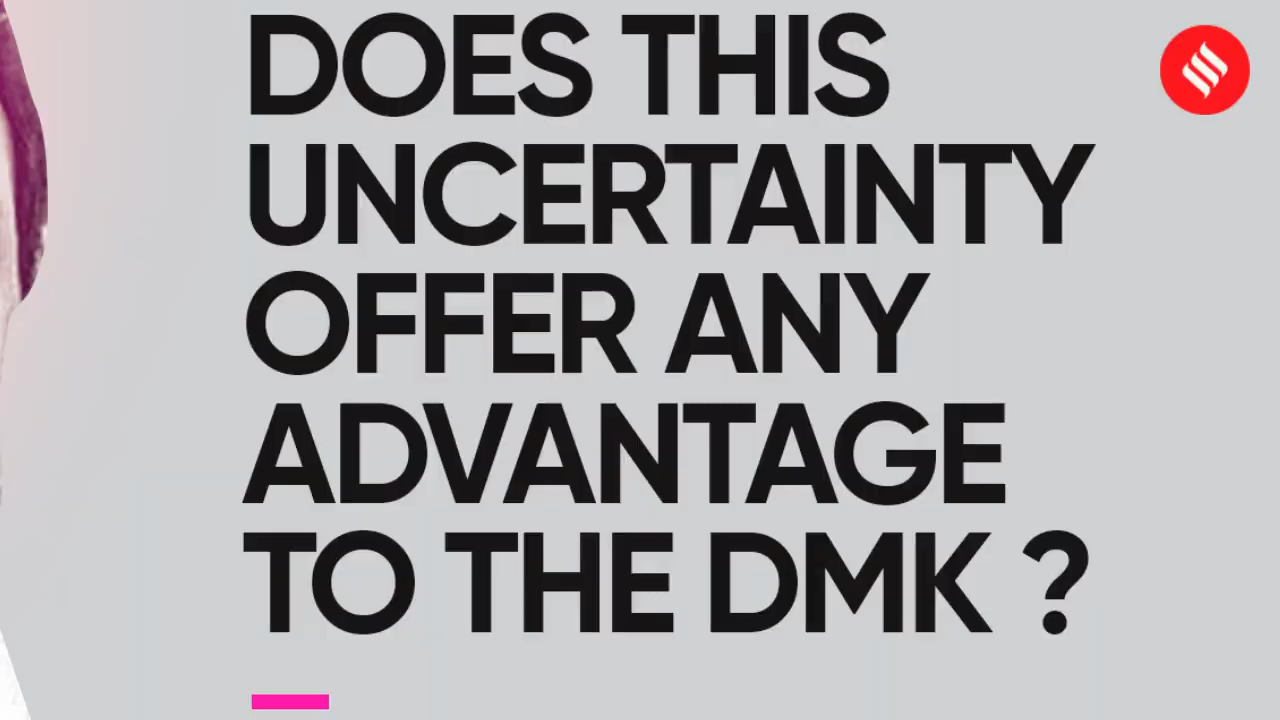 DOES THIS
UNCERTAINTY
OFFER ANY
ADVANTAGE
TO THE DMK ?